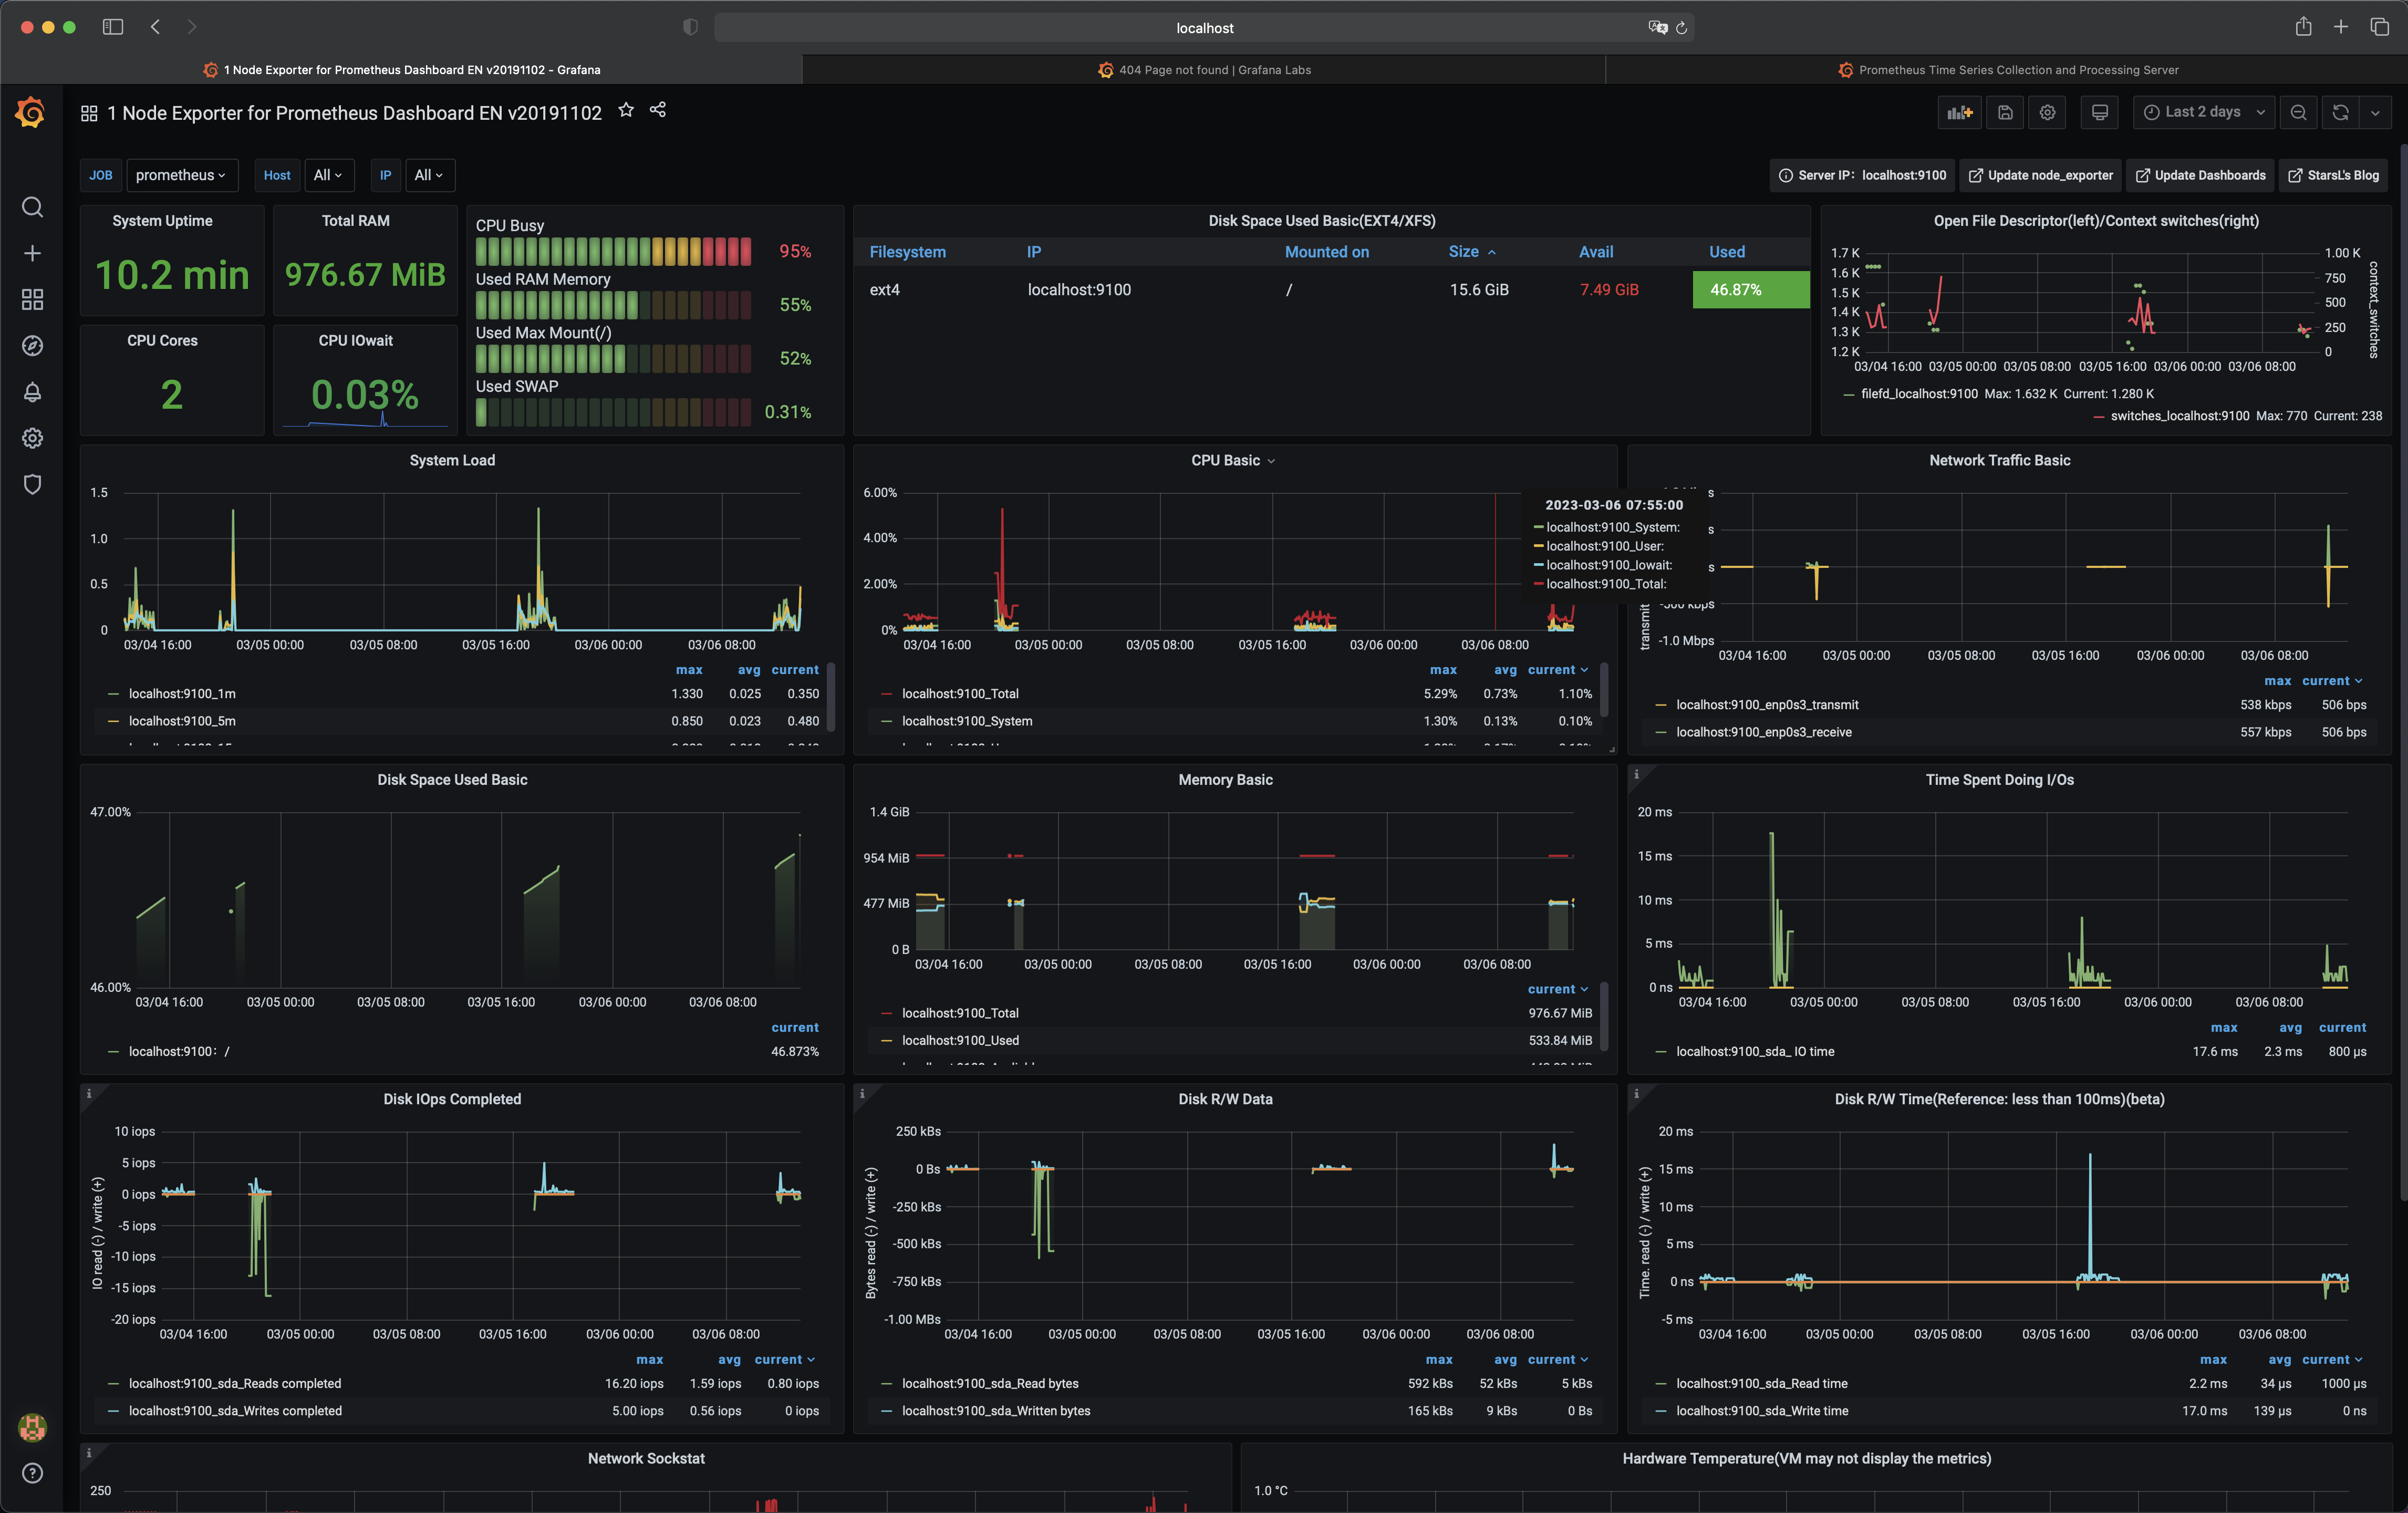 localhost
1 Node Exporter for Prometheus Dashboard EN v20191102 - Grafana
404 Page not found | Grafana Labs
Prometheus Time Series Collection and Processing Server
1 Node Exporter for Prometheus Dashboard EN v20191102
Last 2 days
JOB prometheus Host All IP All
Server IP: localhost:9100 Update node_exporter Update Dashboards StarsL's Blog
System Uptime
10.2 min
Total RAM
976.67 MiB
CPU Cores
2
CPU IOwait
0.03%
CPU Busy
95%
Used RAM Memory
55%
Used Max Mount(/)
52%
Used SWAP
0.31%
Disk Space Used Basic(EXT4/XFS)
Filesystem IP Mounted on Size Avail Used
ext4 localhost:9100 / 15.6 GiB 7.49 GiB 46.87%
Open File Descriptor(left)/Context switches(right)
1.7 K
1.6 K
1.5 K
1.4 K
1.3 K
1.2 K
1.00 K
750
500
250
0
context_switches
03/04 16:00 03/05 00:00 03/05 08:00 03/05 16:00 03/06 00:00 03/06 08:00
filefd_localhost:9100 Max: 1.632 K Current: 1.280 K
switches_localhost:9100 Max: 770 Current: 238
System Load
1.5
1.0
0.5
0
03/04 16:00 03/05 00:00 03/05 08:00 03/05 16:00 03/06 00:00 03/06 08:00
max avg current
localhost:9100_1m 1.330 0.025 0.350
localhost:9100_5m 0.850 0.023 0.480
CPU Basic
6.00%
4.00%
2.00%
0%
03/04 16:00 03/05 00:00 03/05 08:00 03/05 16:00 03/06 00:00 03/06 08:00
max avg current
localhost:9100_Total 5.29% 0.73% 1.10%
localhost:9100_System 1.30% 0.13% 0.10%
2023-03-06 07:55:00
localhost:9100_System:
localhost:9100_User:
localhost:9100_Iowait:
localhost:9100_Total:
Network Traffic Basic
s
s
s
-500 kbps
-1.0 Mbps
transmit
03/04 16:00 03/05 00:00 03/05 08:00 03/05 16:00 03/06 00:00 03/06 08:00
max current
localhost:9100_enp0s3_transmit 538 kbps 506 bps
localhost:9100_enp0s3_receive 557 kbps 506 bps
Disk Space Used Basic
47.00%
46.00%
03/04 16:00 03/05 00:00 03/05 08:00 03/05 16:00 03/06 00:00 03/06 08:00
current
localhost:9100: / 46.873%
Memory Basic
1.4 GiB
954 MiB
477 MiB
0 B
03/04 16:00 03/05 00:00 03/05 08:00 03/05 16:00 03/06 00:00 03/06 08:00
current
localhost:9100_Total 976.67 MiB
localhost:9100_Used 533.84 MiB
Time Spent Doing I/Os
20 ms
15 ms
10 ms
5 ms
0 ns
03/04 16:00 03/05 00:00 03/05 08:00 03/05 16:00 03/06 00:00 03/06 08:00
max avg current
localhost:9100_sda_ IO time 17.6 ms 2.3 ms 800 µs
Disk IOps Completed
10 iops
5 iops
0 iops
-5 iops
-10 iops
-15 iops
-20 iops
IO read (-) / write (+)
03/04 16:00 03/05 00:00 03/05 08:00 03/05 16:00 03/06 00:00 03/06 08:00
max avg current
localhost:9100_sda_Reads completed 16.20 iops 1.59 iops 0.80 iops
localhost:9100_sda_Writes completed 5.00 iops 0.56 iops 0 iops
Disk R/W Data
250 kBs
0 Bs
-250 kBs
-500 kBs
-750 kBs
-1.00 MBs
Bytes read (-) / write (+)
03/04 16:00 03/05 00:00 03/05 08:00 03/05 16:00 03/06 00:00 03/06 08:00
max avg current
localhost:9100_sda_Read bytes 592 kBs 52 kBs 5 kBs
localhost:9100_sda_Written bytes 165 kBs 9 kBs 0 Bs
Disk R/W Time(Reference: less than 100ms)(beta)
20 ms
15 ms
10 ms
5 ms
0 ns
-5 ms
Time. read (-) / write (+)
03/04 16:00 03/05 00:00 03/05 08:00 03/05 16:00 03/06 00:00 03/06 08:00
max avg current
localhost:9100_sda_Read time 2.2 ms 34 µs 1000 µs
localhost:9100_sda_Write time 17.0 ms 139 µs 0 ns
Network Sockstat
250
Hardware Temperature(VM may not display the metrics)
1.0 °C